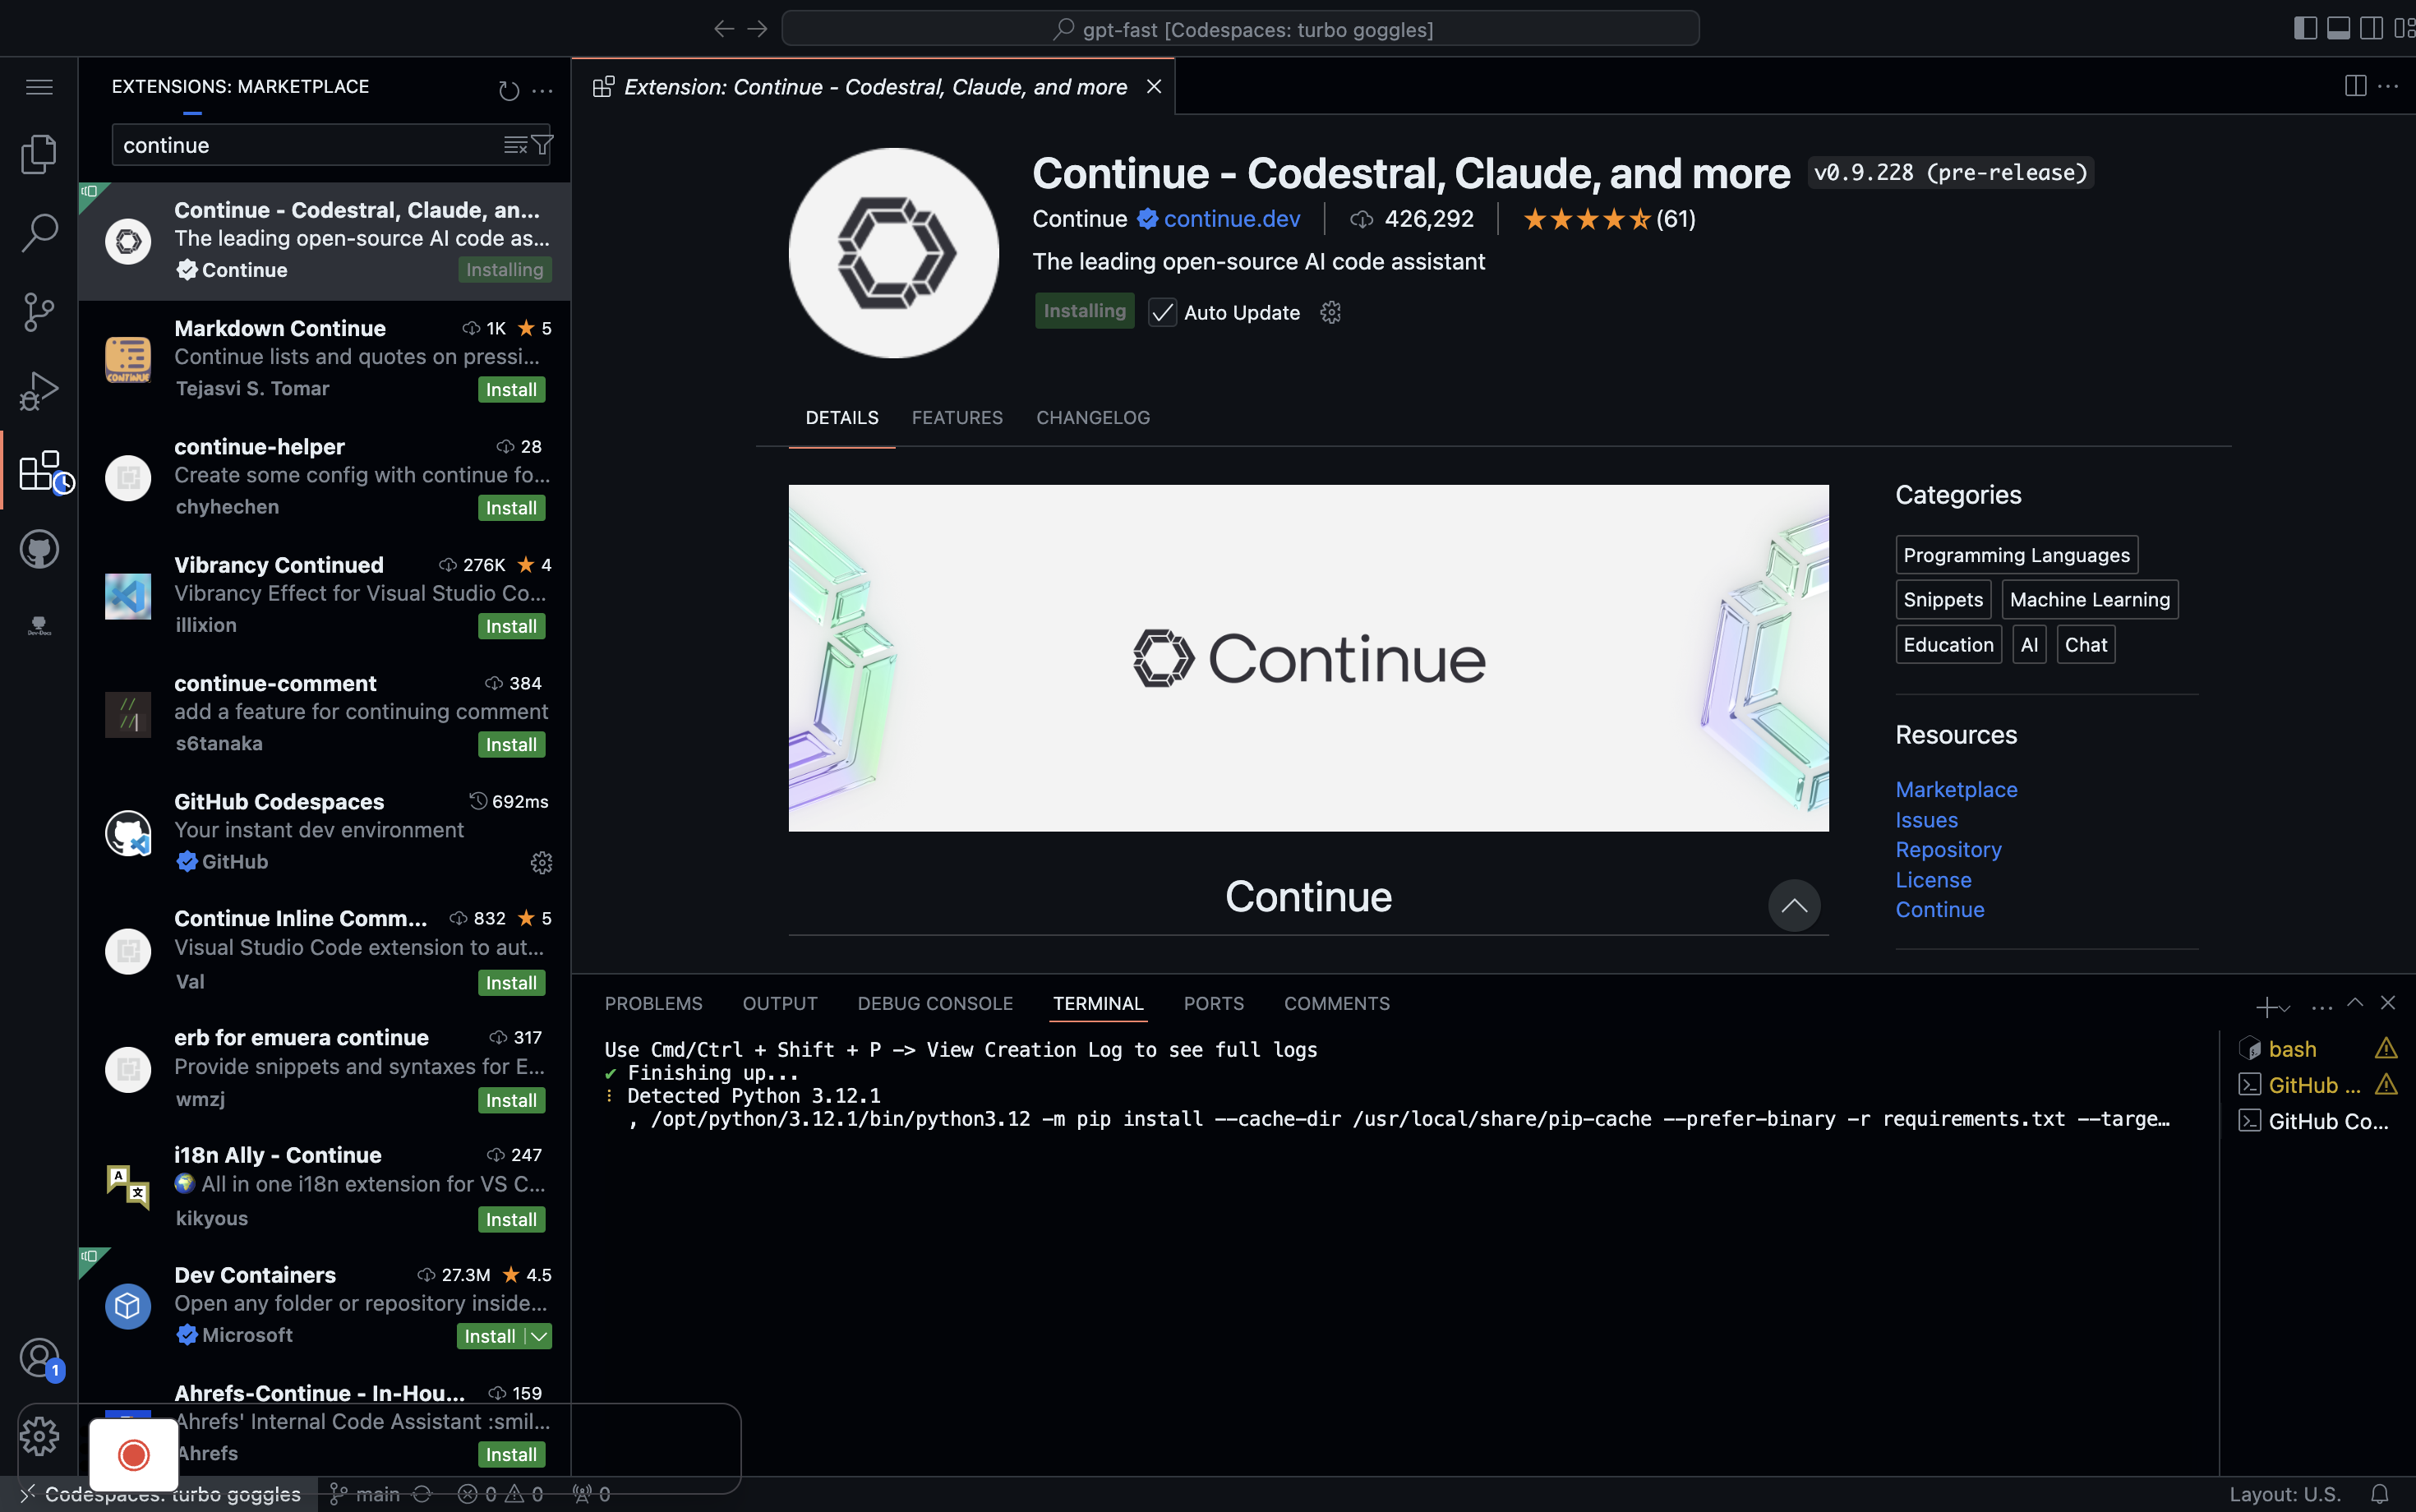 gpt-fast [Codespaces: turbo goggles]
EXTENSIONS: MARKETPLACE
continue
Continue - Codestral, Claude, an...
The leading open-source AI code as...
Continue
Installing
Markdown Continue
1K
5
Continue lists and quotes on pressi...
Tejasvi S. Tomar
Install
CONTINUE
continue-helper
28
Create some config with continue fo...
chyhechen
Install
Vibrancy Continued
276K
4
Vibrancy Effect for Visual Studio Co...
illixion
Install
continue-comment
384
add a feature for continuing comment
s6tanaka
Install
//
//|
GitHub Codespaces
692ms
Your instant dev environment
GitHub
Continue Inline Comm...
832
5
Visual Studio Code extension to aut...
Val
Install
erb for emuera continue
317
Provide snippets and syntaxes for E...
wmzj
Install
i18n Ally - Continue
247
All in one i18n extension for VS C...
kikyous
Install
A
文
Dev Containers
27.3M
4.5
Open any folder or repository inside...
Microsoft
Install
Ahrefs-Continue - In-Hou...
159
Ahrefs' Internal Code Assistant :smil...
Ahrefs
Install
Dev-Docs
1
Extension: Continue - Codestral, Claude, and more
Continue - Codestral, Claude, and more
v0.9.228 (pre-release)
Continue
continue.dev
426,292
(61)
The leading open-source AI code assistant
Installing
Auto Update
DETAILS
FEATURES
CHANGELOG
Continue
Continue
Categories
Programming Languages
Snippets
Machine Learning
Education
AI
Chat
Resources
Marketplace
Issues
Repository
License
Continue
PROBLEMS
OUTPUT
DEBUG CONSOLE
TERMINAL
PORTS
COMMENTS
Use Cmd/Ctrl + Shift + P -> View Creation Log to see full logs
✔ Finishing up...
⠸ Detected Python 3.12.1
, /opt/python/3.12.1/bin/python3.12 -m pip install --cache-dir /usr/local/share/pip-cache --prefer-binary -r requirements.txt --targe…
bash
GitHub ...
GitHub Co...
Codespaces: turbo goggles
main
0
0
0
Layout: U.S.